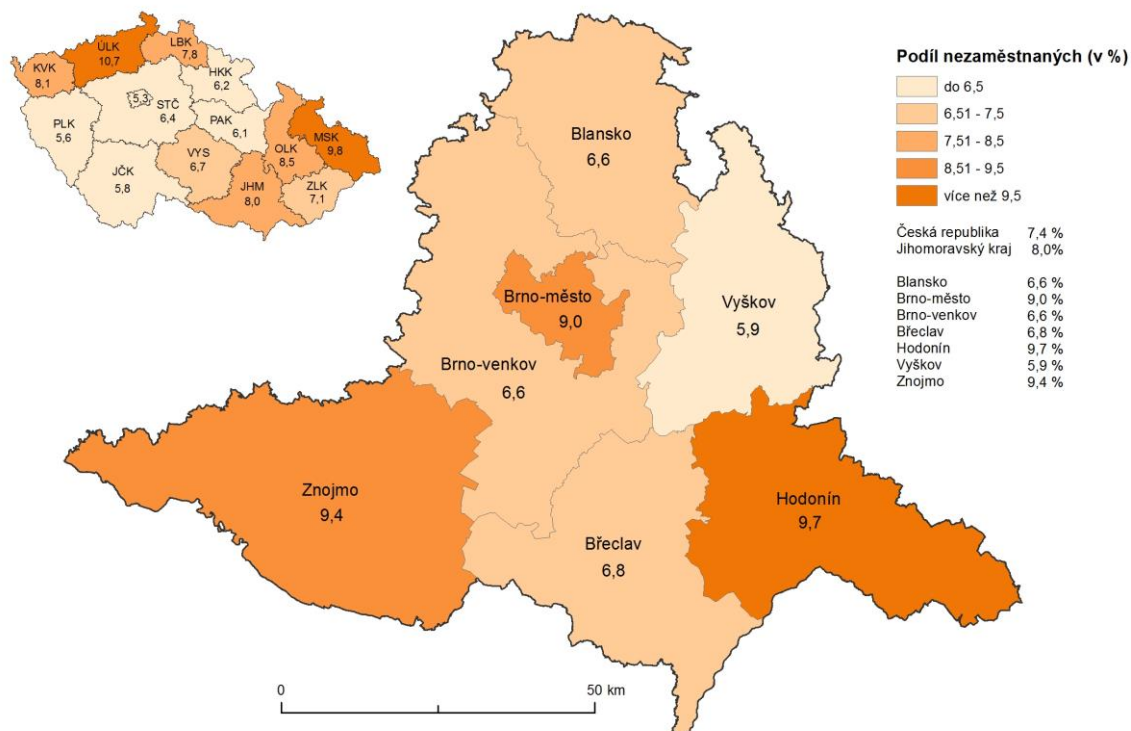 ÚLK
10,7
LBK
7,8
KVK
8,1
HKK
6,2
5,3
STČ
6,4
PLK
5,6
PAK
6,1
MSK
9,8
OLK
8,5
VYS
6,7
JČK
5,8
JHM
8,0
ZLK
7,1
Blansko
6,6
Brno-město
9,0
Vyškov
5,9
Brno-venkov
6,6
Znojmo
9,4
Hodonín
9,7
Břeclav
6,8
0 50 km
Podíl nezaměstnaných (v %)
do 6,5
6,51 - 7,5
7,51 - 8,5
8,51 - 9,5
více než 9,5
Česká republika 7,4 %
Jihomoravský kraj 8,0%
Blansko 6,6 %
Brno-město 9,0 %
Brno-venkov 6,6 %
Břeclav 6,8 %
Hodonín 9,7 %
Vyškov 5,9 %
Znojmo 9,4 %